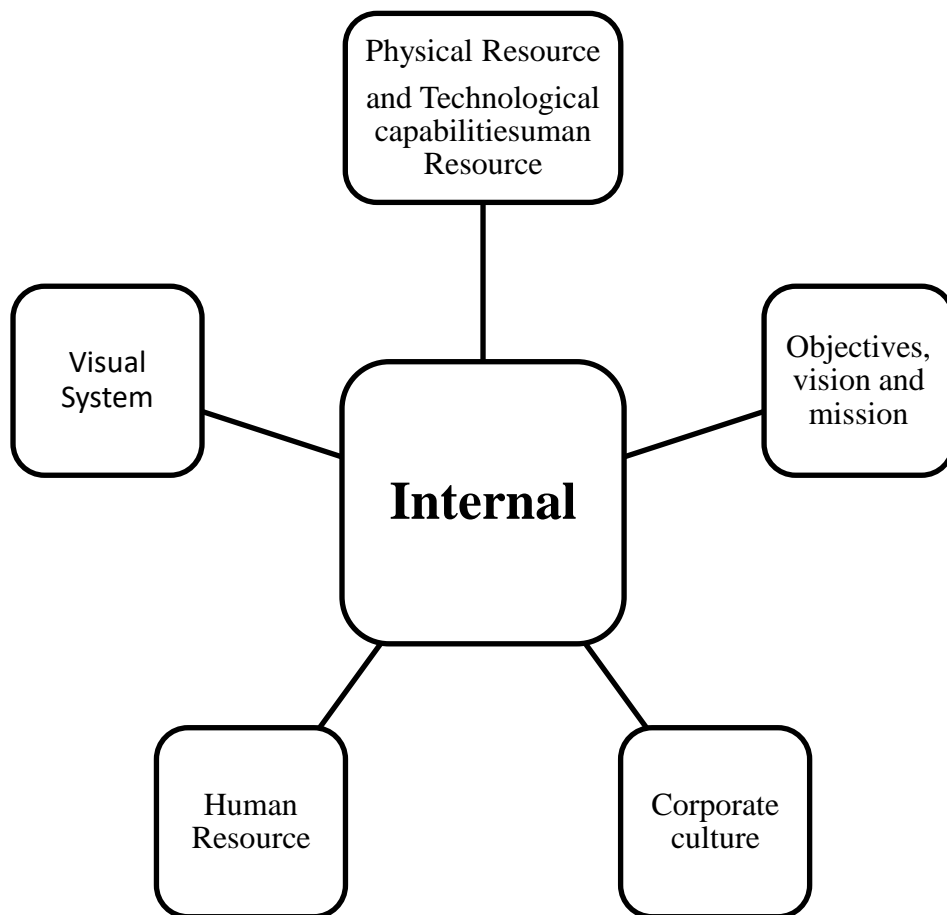 Physical Resource
and Technological
capabilitiesuman
Resource
Visual
System
Objectives,
vision and
mission
Internal
Human
Resource
Corporate
culture